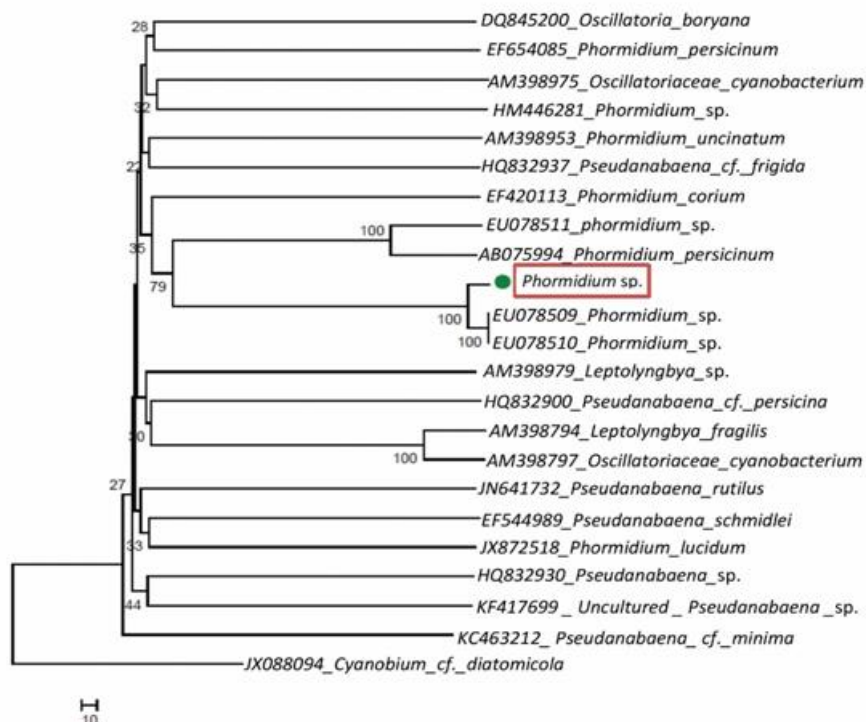 28
DQ845200_Oscillatoria_boryana
EF654085_Phormidium_persicinum
AM398975_Oscillatoriaceae_cyanobacterium
32
HM446281_Phormidium_sp.
AM398953_Phormidium_uncinatum
22
HQ832937_Pseudanabaena_cf._frigida
EF420113_Phormidium_corium
EU078511_phormidium_sp.
100
35
AB075994_Phormidium_persicinum
79
Phormidium sp.
100
EU078509_Phormidium_sp.
100
EU078510_Phormidium_sp.
AM398979_Leptolyngbya_sp.
HQ832900_Pseudanabaena_cf._persicina
30
AM398794_Leptolyngbya_fragilis
100
AM398797_Oscillatoriaceae_cyanobacterium
27
JN641732_Pseudanabaena_rutilus
EF544989_Pseudanabaena_schmidlei
33
JX872518_Phormidium_lucidum
HQ832930_Pseudanabaena_sp.
44
KF417699 _ Uncultured _ Pseudanabaena _sp.
KC463212_ Pseudanabaena_ cf._minima
JX088094_Cyanobium_cf._diatomicola
10